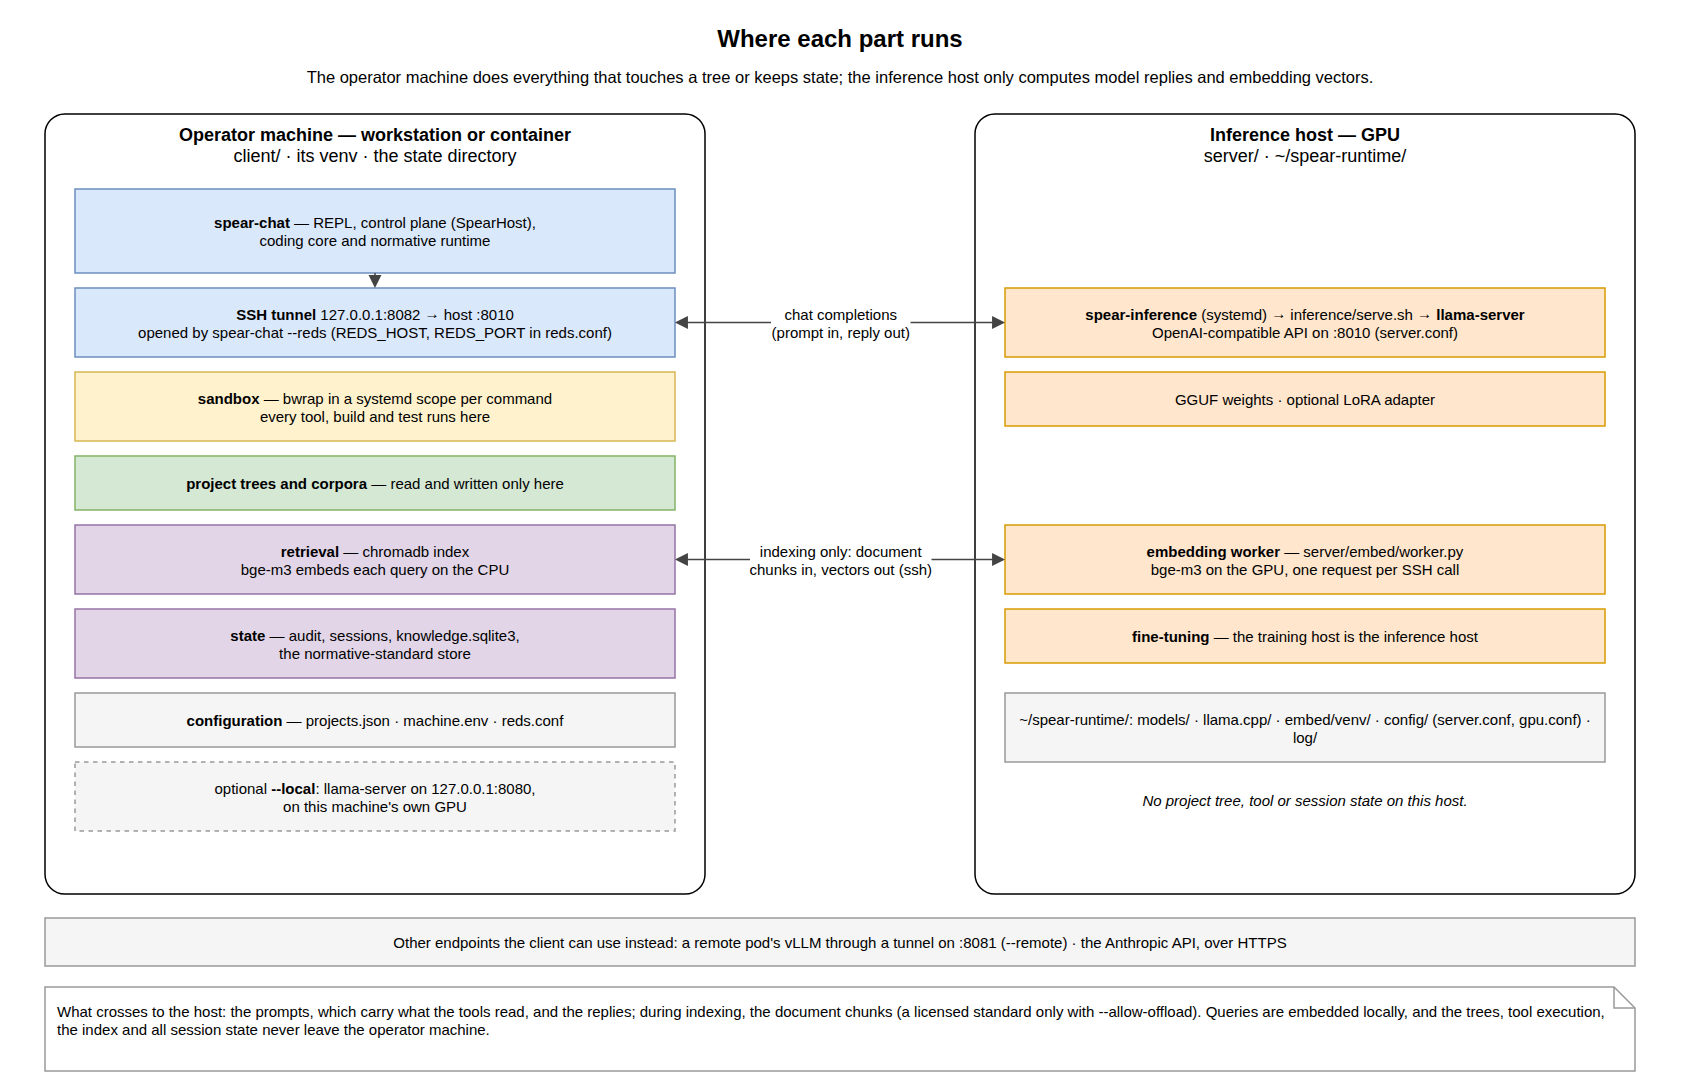 Where each part runs
The operator machine does everything that touches a tree or keeps state; the inference host only computes model replies and embedding vectors.
Operator machine — workstation or container
client/ · its venv · the state directory
spear-chat — REPL, control plane (SpearHost),
coding core and normative runtime
SSH tunnel 127.0.0.1:8082 → host :8010
opened by spear-chat --reds (REDS_HOST, REDS_PORT in reds.conf)
sandbox — bwrap in a systemd scope per command
every tool, build and test runs here
project trees and corpora — read and written only here
retrieval — chromadb index
bge-m3 embeds each query on the CPU
state — audit, sessions, knowledge.sqlite3,
the normative-standard store
configuration — projects.json · machine.env · reds.conf
optional --local: llama-server on 127.0.0.1:8080,
on this machine's own GPU
chat completions
(prompt in, reply out)
indexing only: document
chunks in, vectors out (ssh)
Inference host — GPU
server/ · ~/spear-runtime/
spear-inference (systemd) → inference/serve.sh → llama-server
OpenAI-compatible API on :8010 (server.conf)
GGUF weights · optional LoRA adapter
embedding worker — server/embed/worker.py
bge-m3 on the GPU, one request per SSH call
fine-tuning — the training host is the inference host
~/spear-runtime/: models/ · llama.cpp/ · embed/venv/ · config/ (server.conf, gpu.conf) ·
log/
No project tree, tool or session state on this host.
Other endpoints the client can use instead: a remote pod's vLLM through a tunnel on :8081 (--remote) · the Anthropic API, over HTTPS
What crosses to the host: the prompts, which carry what the tools read, and the replies; during indexing, the document chunks (a licensed standard only with --allow-offload). Queries are embedded locally, and the trees, tool execution,
the index and all session state never leave the operator machine.